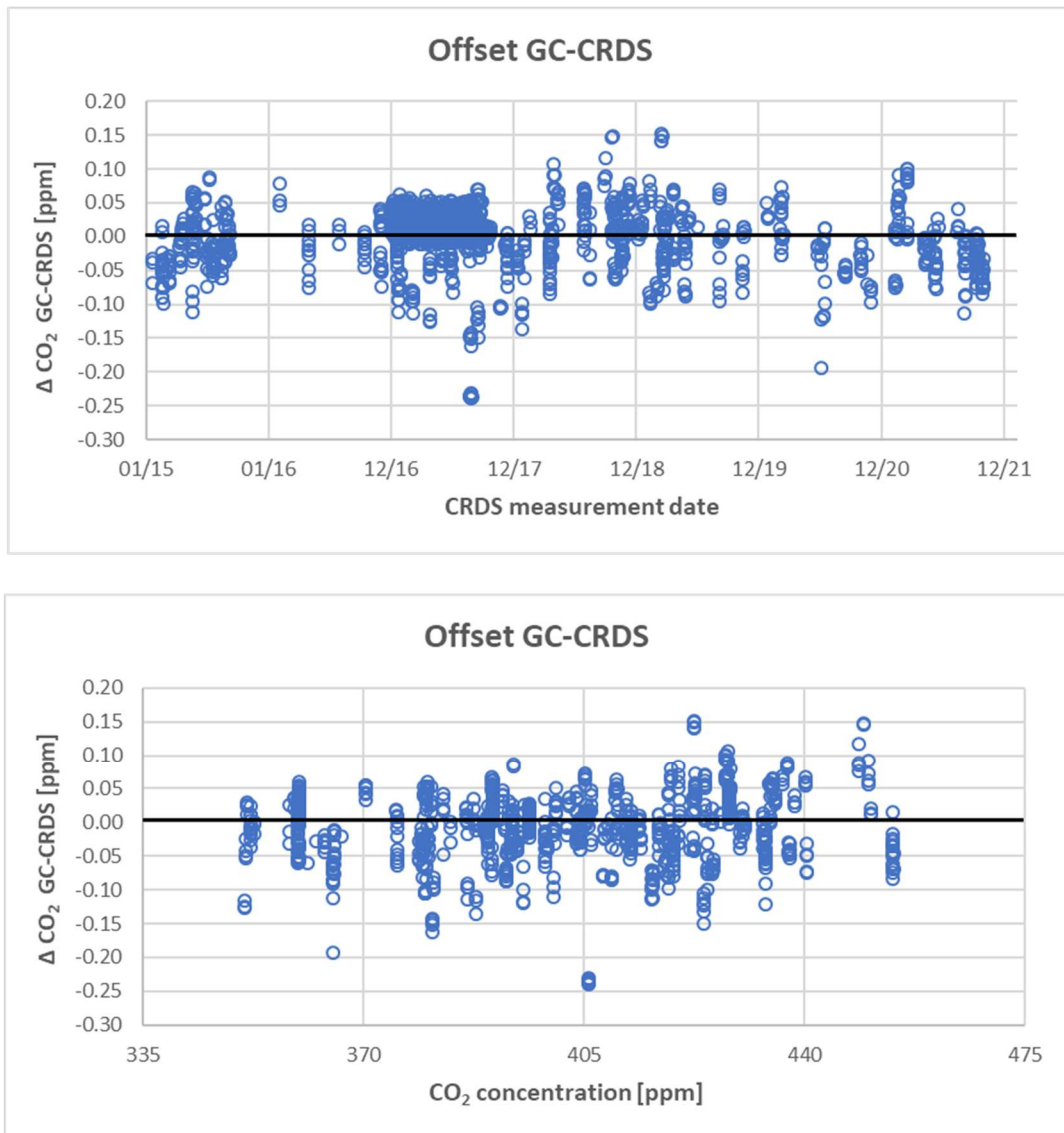 Offset GC-CRDS
0.20
0.15
0.10
0.05
0.00
-0.05
-0.10
-0.15
-0.20
-0.25
-0.30
Δ CO₂ GC-CRDS [ppm]
01/15 01/16 12/16 12/17 12/18 12/19 12/20 12/21
CRDS measurement date
Offset GC-CRDS
0.20
0.15
0.10
0.05
0.00
-0.05
-0.10
-0.15
-0.20
-0.25
-0.30
Δ CO₂ GC-CRDS [ppm]
335 370 405 440 475
CO₂ concentration [ppm]